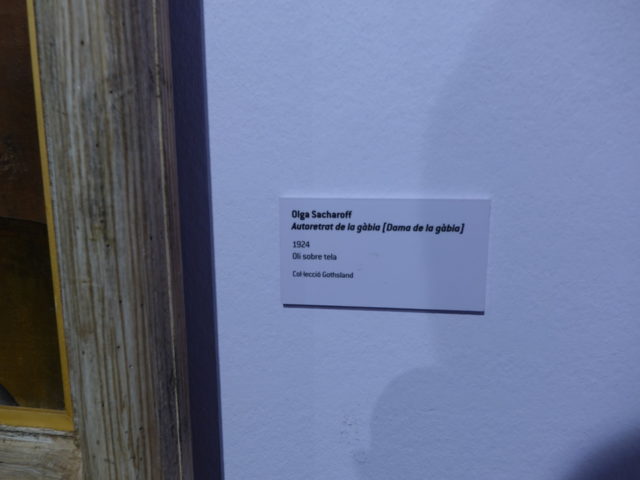 Olga Sacharoff
Autoretrat de la gàbia [Dama de la gàbia]
1924
Oli sobre tela
Col·lecció Gothsland